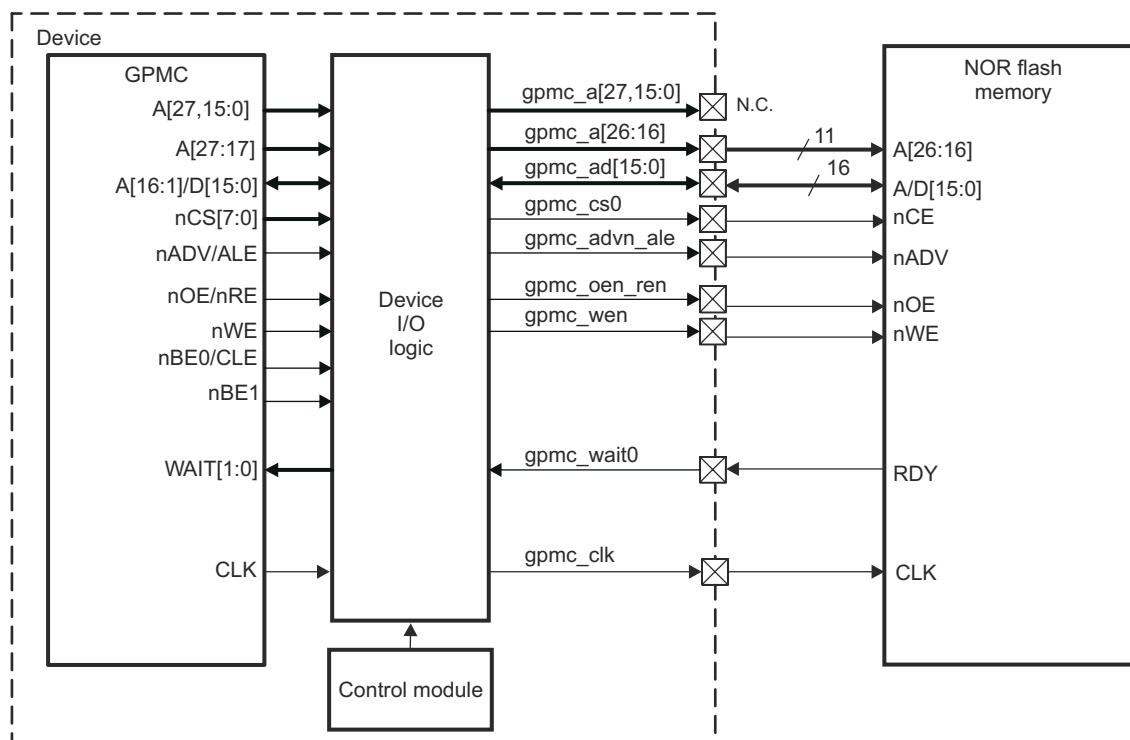 Device
GPMC
A[27,15:0]
A[27:17]
A[16:1]/D[15:0]
nCS[7:0]
nADV/ALE
nOE/nRE
nWE
nBE0/CLE
nBE1
WAIT[1:0]
CLK
Device
I/O
logic
Control module
gpmc_a[27,15:0]
gpmc_a[26:16]
gpmc_ad[15:0]
gpmc_cs0
gpmc_advn_ale
gpmc_oen_ren
gpmc_wen
gpmc_wait0
gpmc_clk
N.C.
11
16
NOR flash
memory
A[26:16]
A/D[15:0]
nCE
nADV
nOE
nWE
RDY
CLK